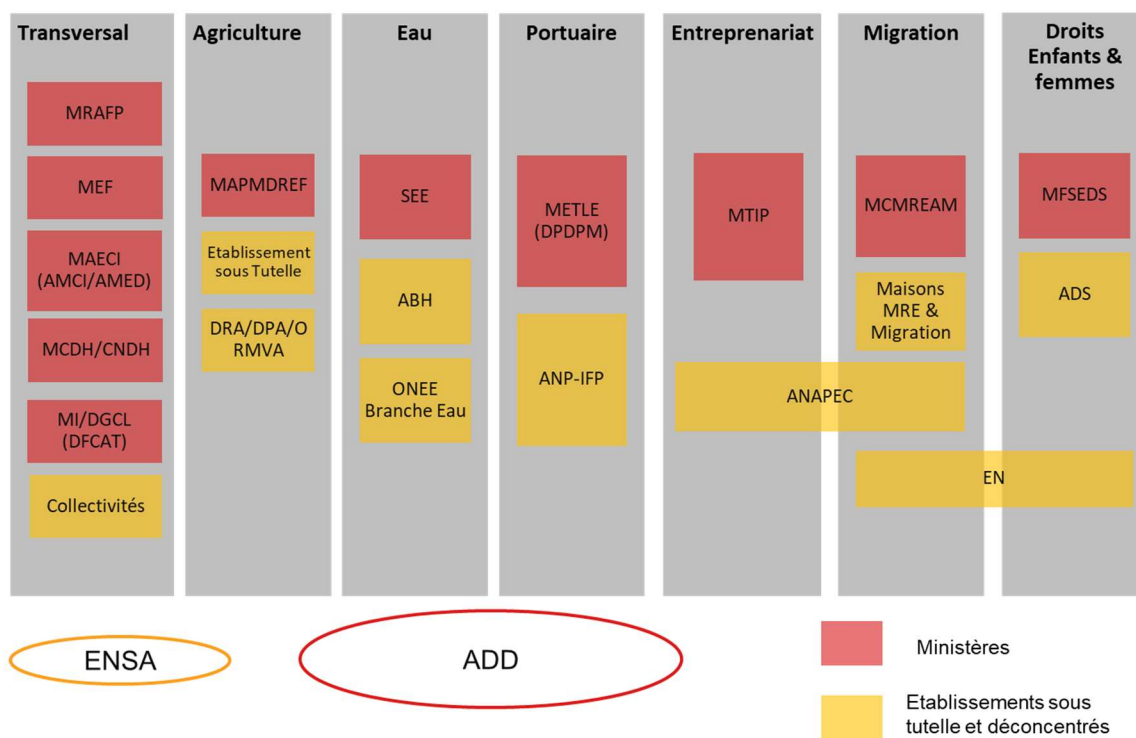 Transversal
MRAFP
MEF
MAECI
(AMCI/AMED)
MCDH/CNDH
MI/DGCL
(DFCAT)
Collectivités
Agriculture
MAPMDREF
Etablissement
sous Tutelle
DRA/DPA/O
RMVA
Eau
SEE
ABH
ONEE
Branche Eau
Portuaire
METLE
(DPDPM)
ANP-IFP
Entreprenariat
MTIP
ANAPEC
Migration
MCMREAM
Maisons
MRE &
Migration
EN
Droits
Enfants &
femmes
MFSEDS
ADS
ENSA
ADD
Ministères
Etablissements sous
tutelle et déconcentrés